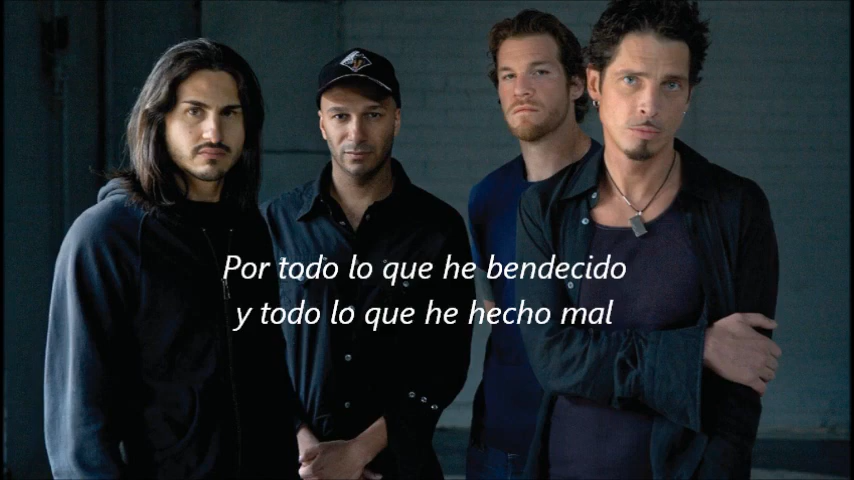 Por todo lo que he bendecido
y todo lo que he hecho mal